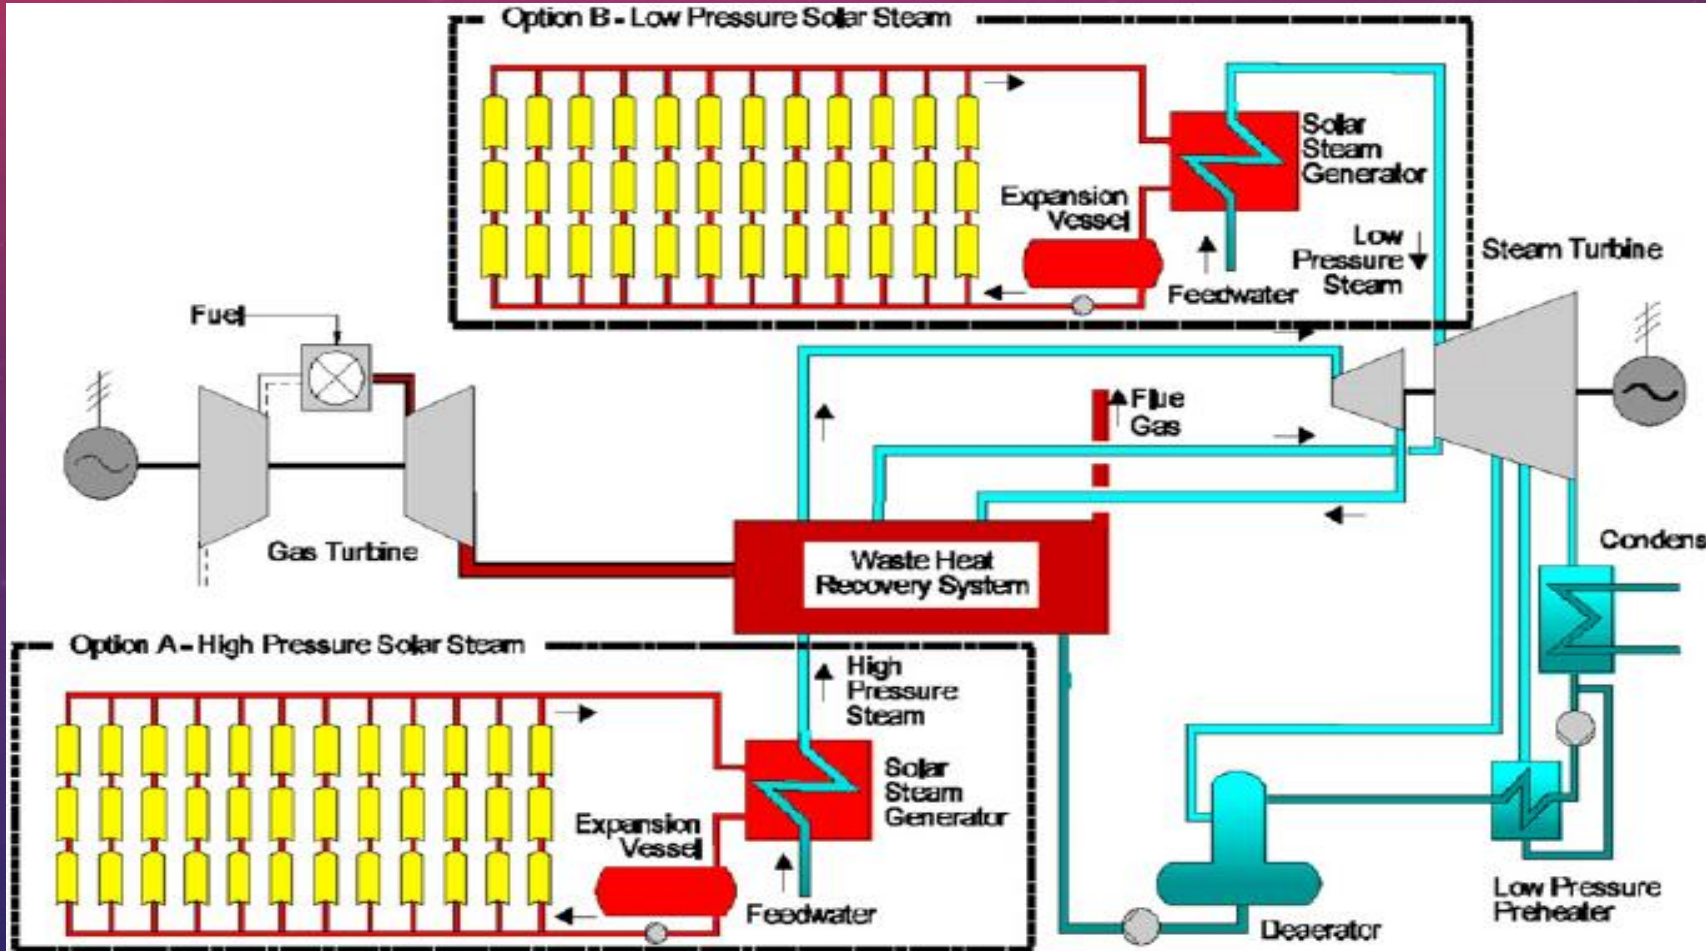 Option B - Low Pressure Solar Steam
Solar
Steam
Generator
Expansion
Vessel
Low
Pressure
Steam
Feedwater
Steam Turbine
Fuel
Flue
Gas
Gas Turbine
Waste Heat
Recovery System
Condens
Option A - High Pressure Solar Steam
High
Pressure
Steam
Solar
Steam
Generator
Expansion
Vessel
Feedwater
Deaerator
Low Pressure
Preheater